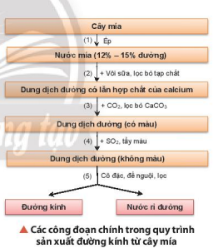 Cây mía
(1) Ép
Nước mía (12% – 15% đường)
(2) + Vôi sữa, lọc bỏ tạp chất
Dung dịch đường có lẫn hợp chất của calcium
(3) + CO₂, lọc bỏ CaCO₃
Dung dịch đường (có màu)
(4) + SO₂, tẩy màu
Dung dịch đường (không màu)
(5) Cô đặc, để nguội, lọc
Đường kính
Nước rỉ đường
▲ Các công đoạn chính trong quy trình
sản xuất đường kính từ cây mía